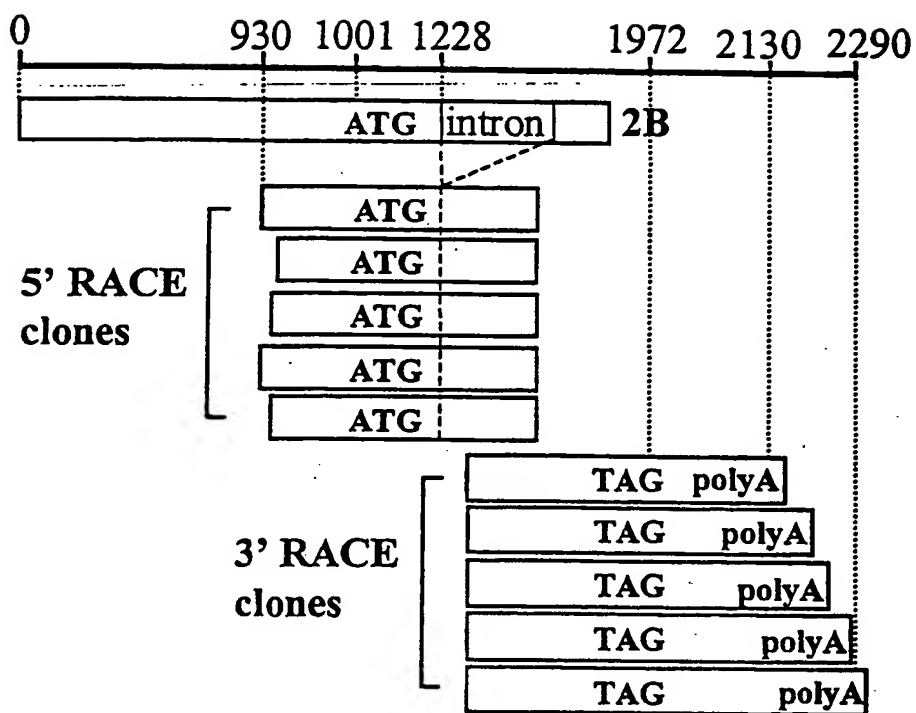 0 930 1001 1228 1972 2130 2290
ATG intron 2B
ATG
5' RACE
clones
ATG
ATG
ATG
ATG
3' RACE
clones
TAG polyA
TAG polyA
TAG polyA
TAG polyA
TAG polyA